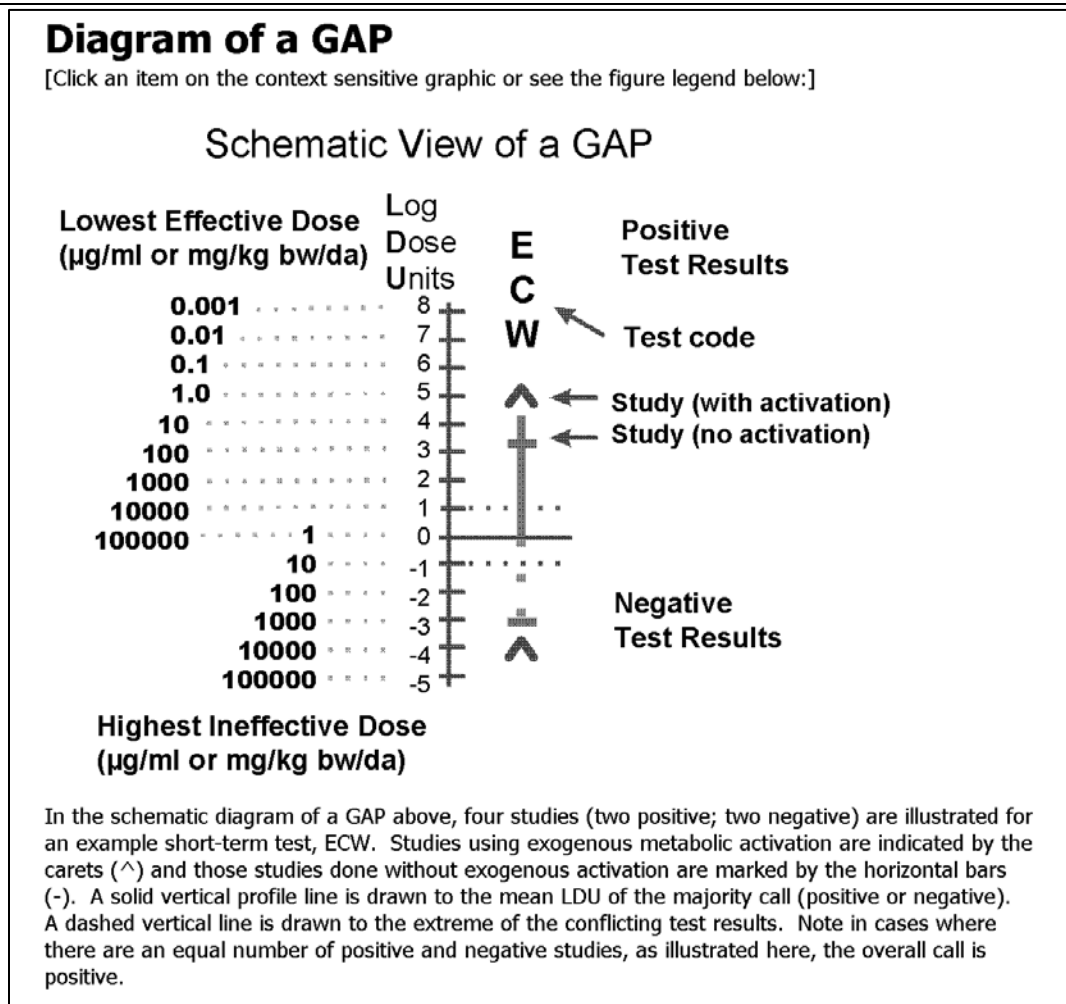 Diagram of a GAP
[Click an item on the context sensitive graphic or see the figure legend below:]
Schematic View of a GAP
Lowest Effective Dose
(µg/ml or mg/kg bw/da)
Log
Dose
Units
E
C
W
Positive
Test Results
Test code
Study (with activation)
Study (no activation)
0.001 8
0.01 7
0.1 6
1.0 5
10 4
100 3
1000 2
10000 1
100000 1 0
10 -1
100 -2
1000 -3
10000 -4
100000 -5
Negative
Test Results
Highest Ineffective Dose
(µg/ml or mg/kg bw/da)
In the schematic diagram of a GAP above, four studies (two positive; two negative) are illustrated for
an example short-term test, ECW. Studies using exogenous metabolic activation are indicated by the
carets (^) and those studies done without exogenous activation are marked by the horizontal bars
(-). A solid vertical profile line is drawn to the mean LDU of the majority call (positive or negative).
A dashed vertical line is drawn to the extreme of the conflicting test results. Note in cases where
there are an equal number of positive and negative studies, as illustrated here, the overall call is
positive.